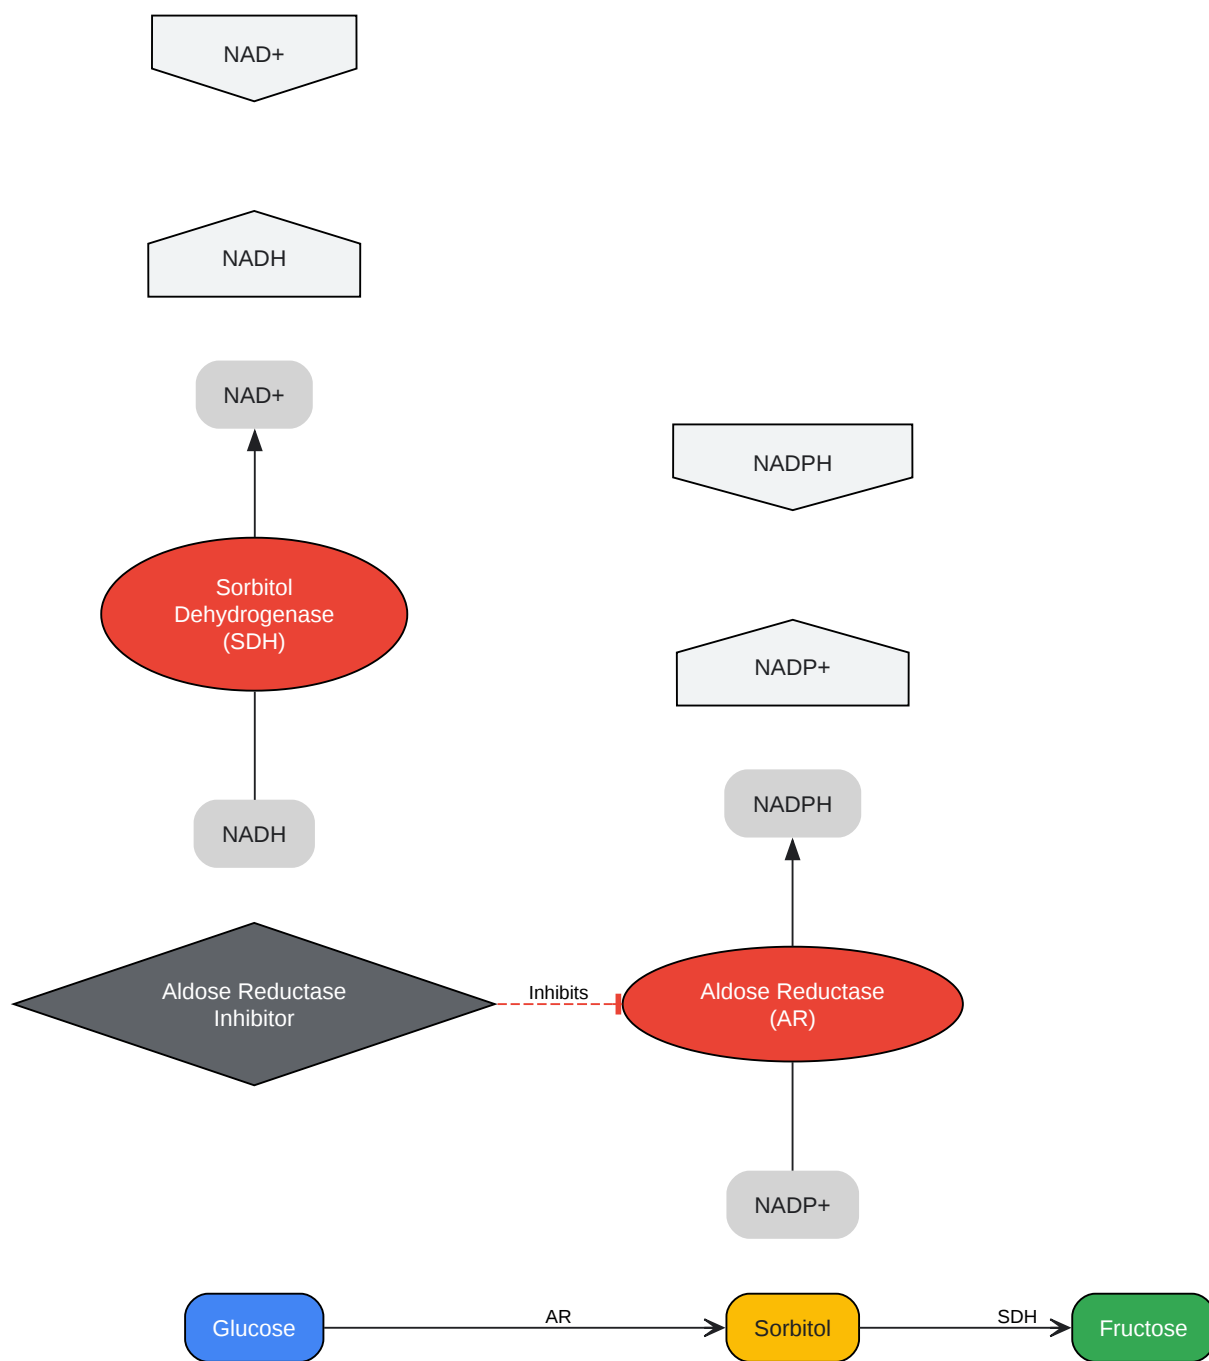 NAD+
NADH
NAD+
NADPH
Sorbitol
Dehydrogenase
(SDH)
NADP+
NADPH
NADH
Aldose Reductase
Inhibitor
Inhibits
Aldose Reductase
(AR)
NADP+
Glucose
AR
Sorbitol
SDH
Fructose